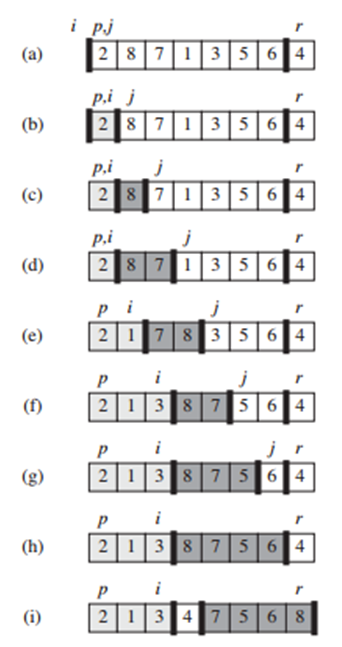 i p,j r
(a) 2 8 7 1 3 5 6 4
p,i j r
(b) 2 8 7 1 3 5 6 4
p,i j r
(c) 2 8 7 1 3 5 6 4
p,i j r
(d) 2 8 7 1 3 5 6 4
p i j r
(e) 2 1 7 8 3 5 6 4
p i j r
(f) 2 1 3 8 7 5 6 4
p i j r
(g) 2 1 3 8 7 5 6 4
p i r
(h) 2 1 3 8 7 5 6 4
p i r
(i) 2 1 3 4 7 5 6 8